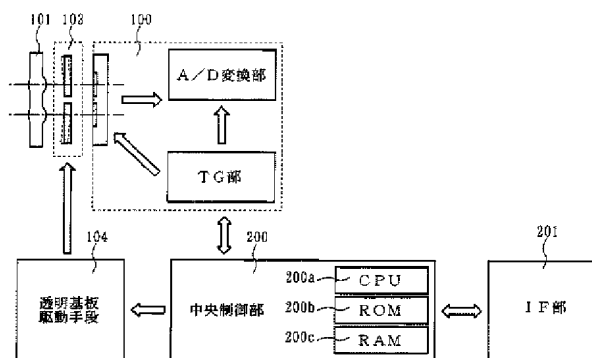 101
103
100
A/D変換部
TG部
104
200
201
透明基板
駆動手段
中央制御部
200a
CPU
200b
ROM
200c
RAM
IF部